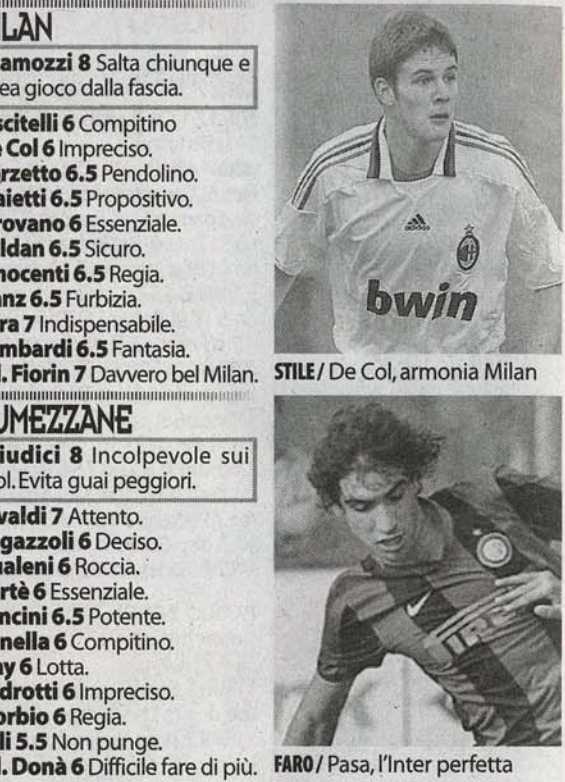 LAN
amozzi 8 Salta chiunque e
ea gioco dalla fascia.
scitelli 6 Compitino
Col 6 Impreciso.
rzetto 6.5 Pendolino.
aietti 6.5 Propositivo.
rovano 6 Essenziale.
ldan 6.5 Sicuro.
nocenti 6.5 Regia.
anz 6.5 Furbizia.
ra 7 Indispensabile.
mbardi 6.5 Fantasia.
l. Fiorin 7 Davvero bel Milan.
UMEZZANE
iudici 8 Incolpevole sui
ol. Evita guai peggiori.
valdi 7 Attento.
gazzoli 6 Deciso.
ualeni 6 Roccia.
rtè 6 Essenziale.
ncini 6.5 Potente.
nella 6 Compitino.
ny 6 Lotta.
drotti 6 Impreciso.
orbio 6 Regia.
li 5.5 Non punge.
l. Donà 6 Difficile fare di più.
adidas
bwin
STILE / De Col, armonia Milan
IRE
FARO / Pasa, l'Inter perfetta